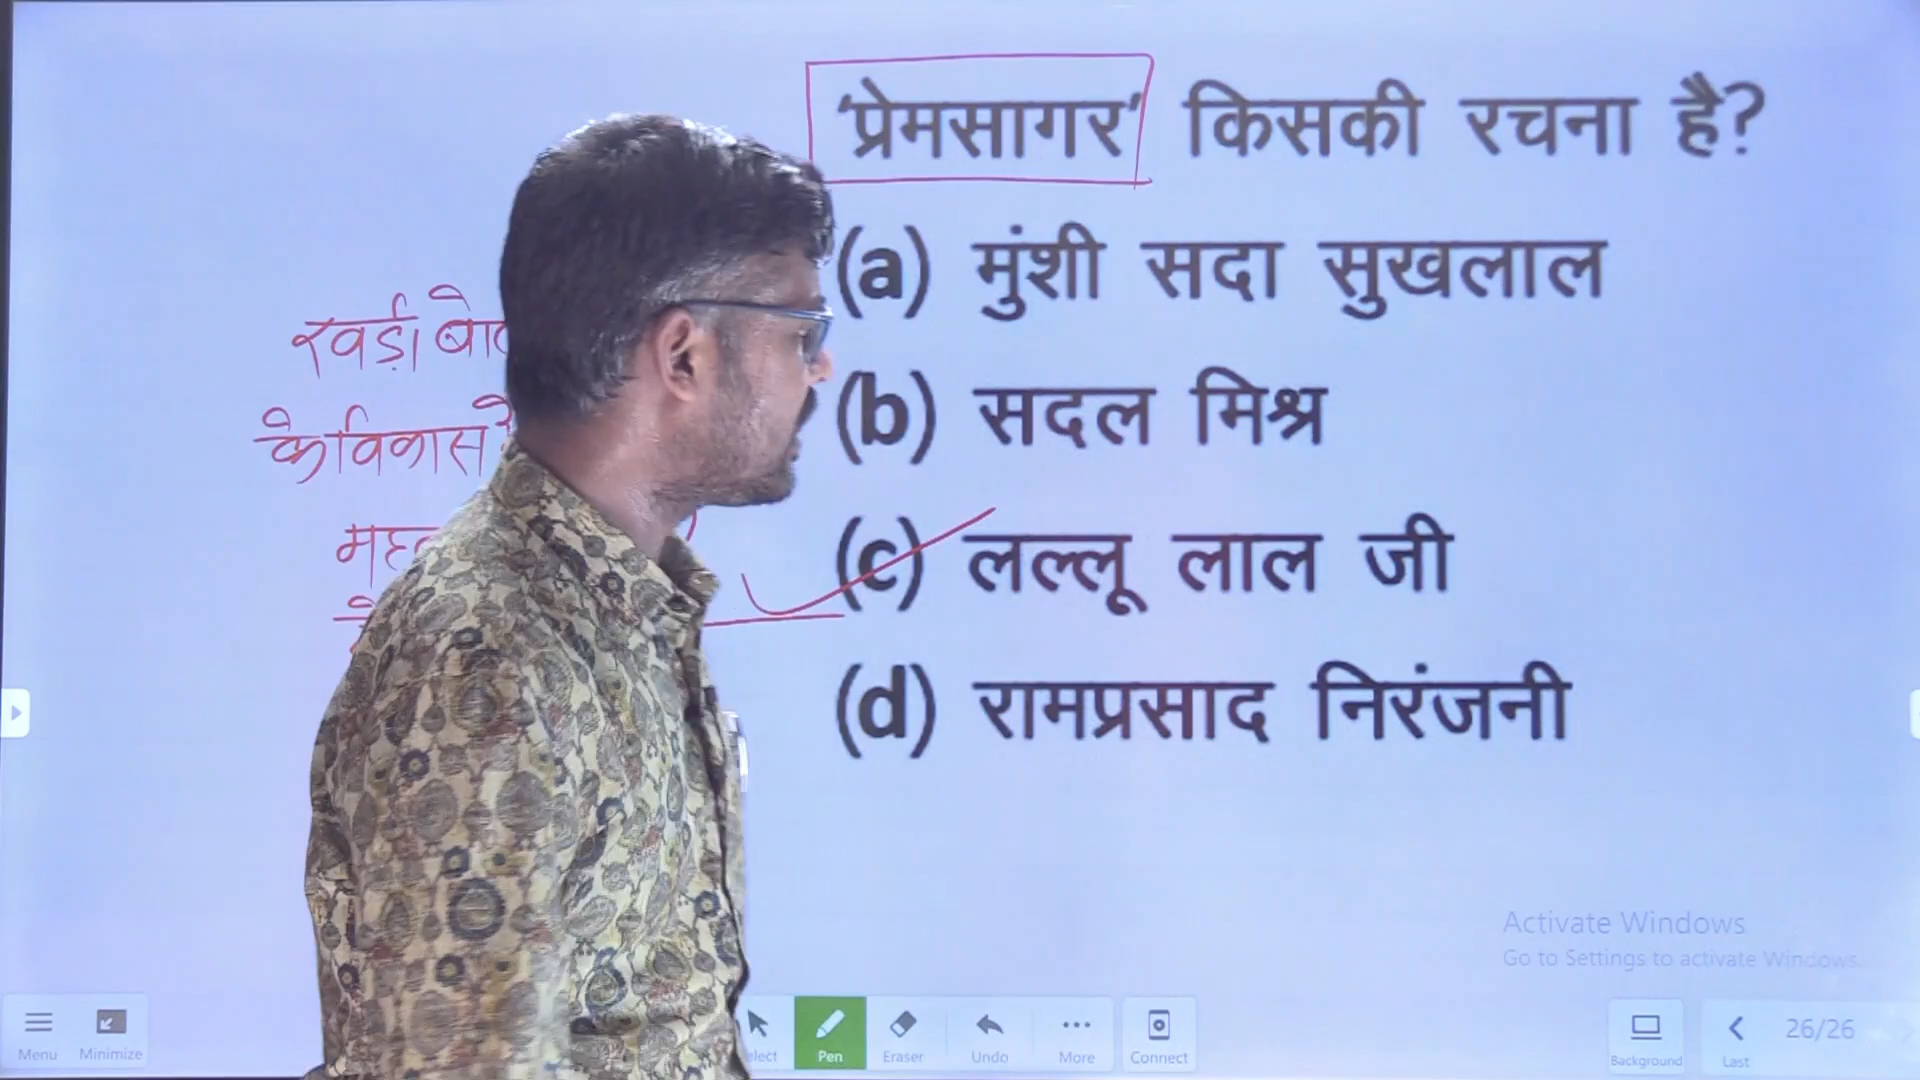 'प्रेमसागर' किसकी रचना है?
(a) मुंशी सदा सुखलाल
(b) सदल मिश्र
(c) लल्लू लाल जी
(d) रामप्रसाद निरंजनी
खड़ी
के विकास
Activate Windows
Go to Settings to activate Windows.
Menu
Minimize
Pen
Eraser
Undo
More
Connect
Background
Last
26/26